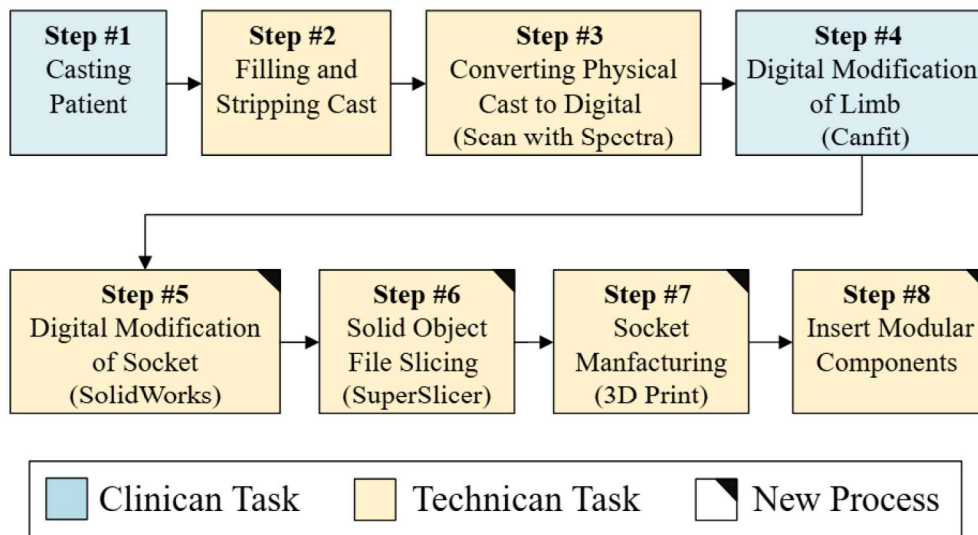 Step #1
Casting
Patient
Step #2
Filling and
Stripping Cast
Step #3
Converting Physical
Cast to Digital
(Scan with Spectra)
Step #4
Digital Modification
of Limb
(Canfit)
Step #5
Digital Modification
of Socket
(SolidWorks)
Step #6
Solid Object
File Slicing
(SuperSlicer)
Step #7
Socket
Manfacturing
(3D Print)
Step #8
Insert Modular
Components
Clinican Task
Technican Task
New Process